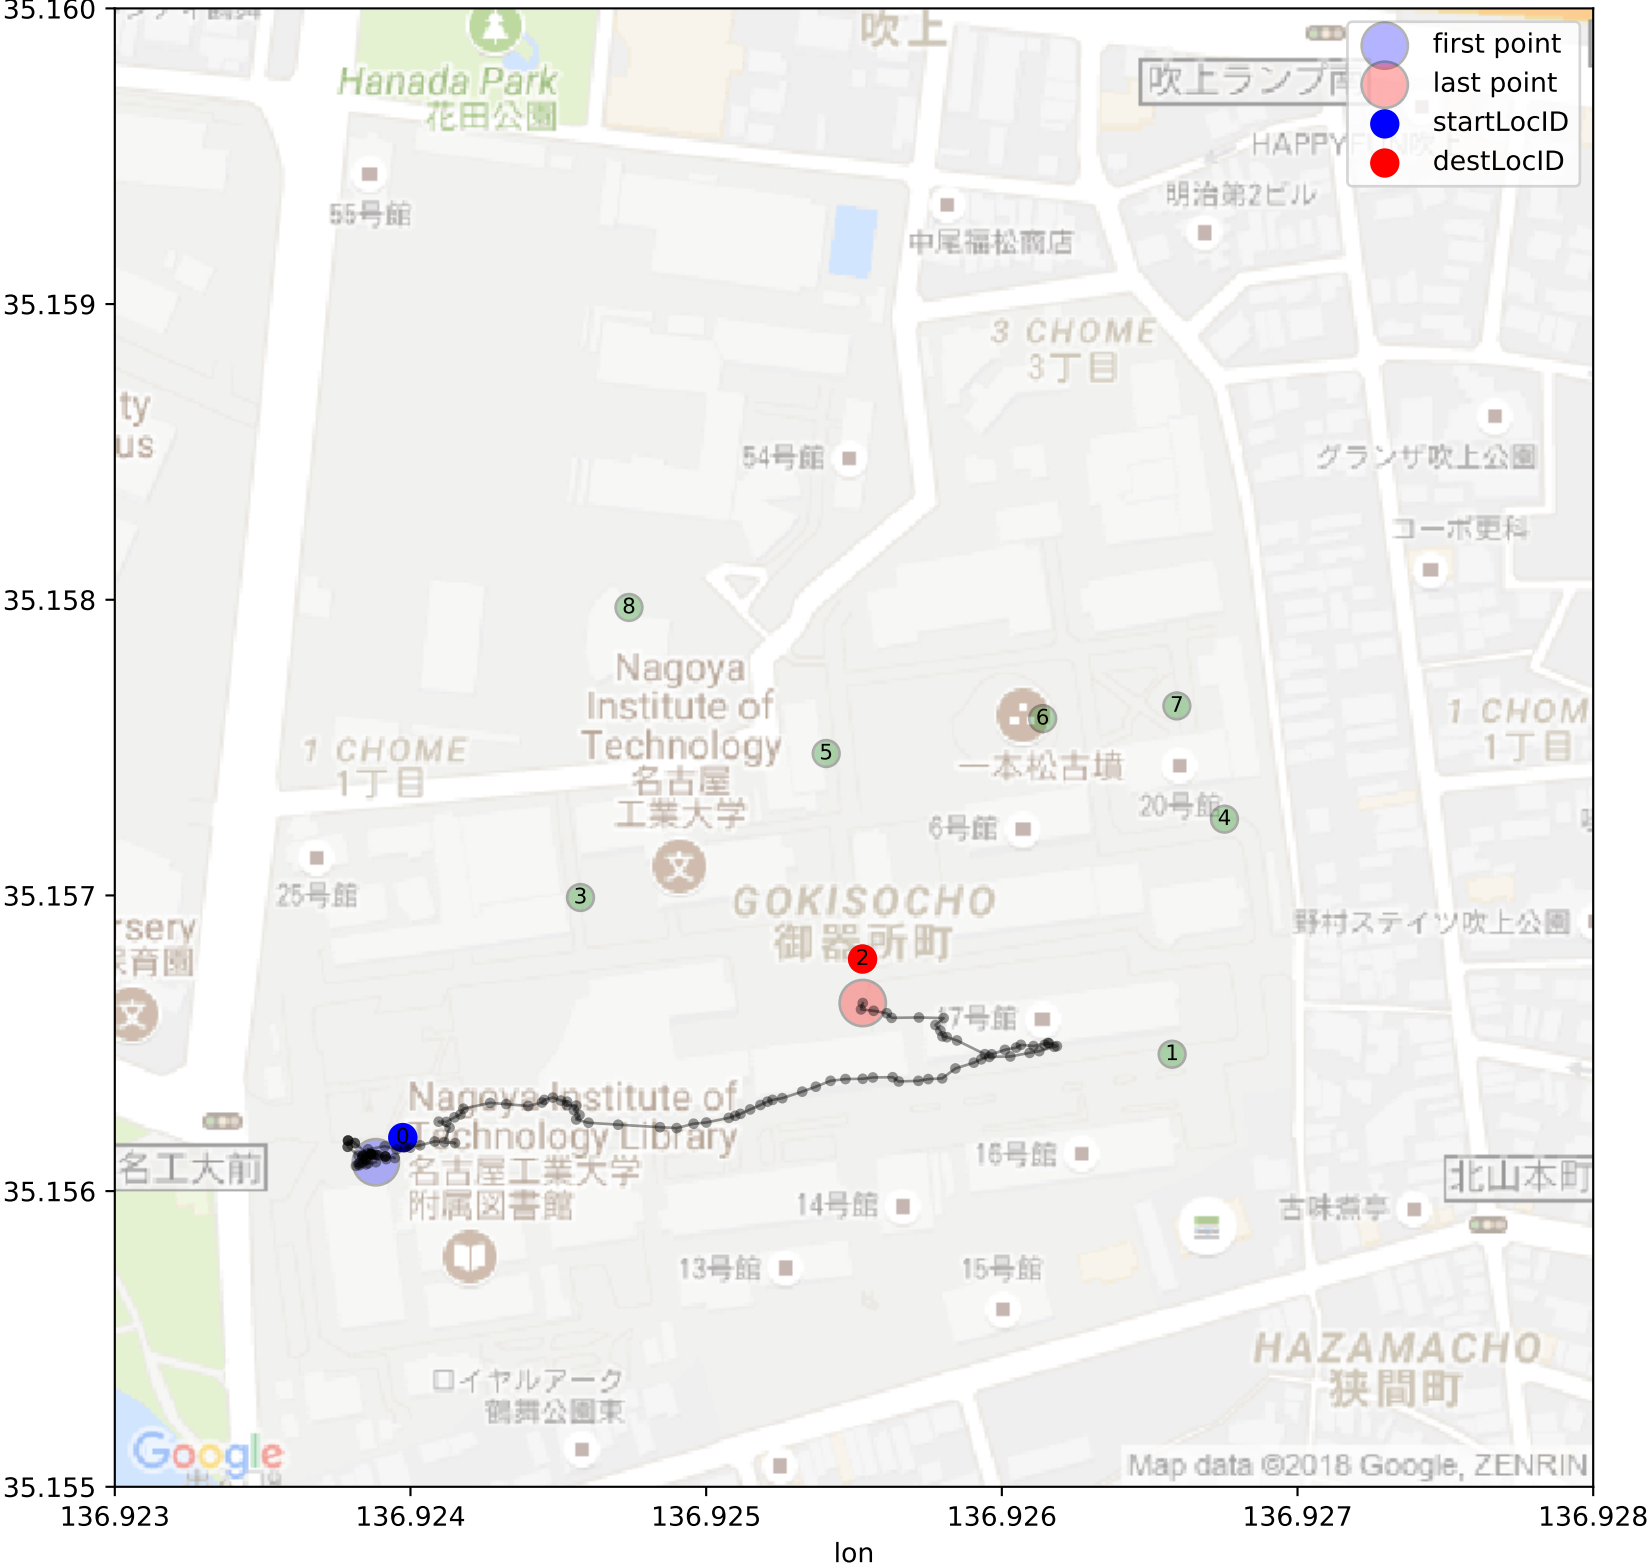 35.160
吹上
first point
last point
startLocID
destLocID
Hanada Park
花田公園
吹上ランプ南
HAPPY
55号館
明治第2ビル
中尾福松商店
35.159
3 CHOME
3丁目
ty
us
54号館
グランザ吹上公園
コーポ更科
35.158
8
Nagoya
Institute of
Technology
名古屋
工業大学
7
6
5
1 CHOME
1丁目
一本松古墳
1 CHOM
1丁目
20号館
4
6号館
35.157
25号館
3
GOKISOCHO
御器所町
野村ステイツ吹上公園
rsery
育園
2
17号館
1
Nagoya Institute of
Technology Library
名古屋工業大学
附属図書館
0
名工大前
16号館
北山本町
35.156
14号館
古味煮亭
13号館
15号館
HAZAMACHO
狭間町
ロイヤルアーク
鶴舞公園東
Google
Map data ©2018 Google, ZENRIN
35.155
136.923
136.924
136.925
136.926
136.927
136.928
lon